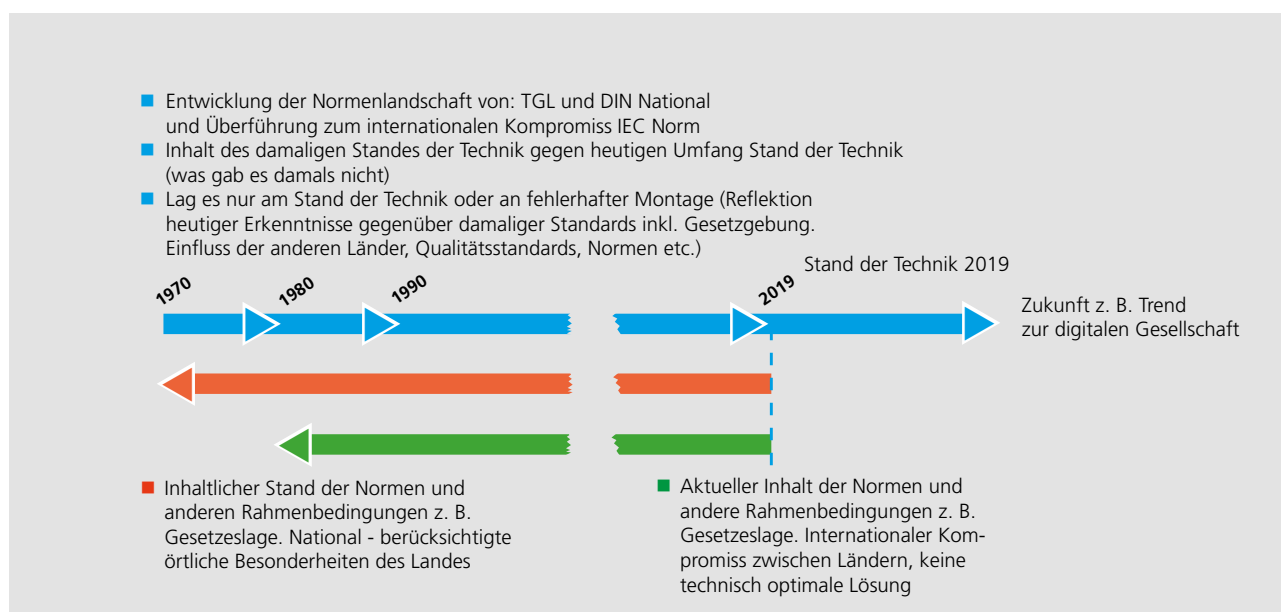 Entwicklung der Normenlandschaft von: TGL und DIN National
und Überführung zum internationalen Kompromiss IEC Norm
Inhalt des damaligen Standes der Technik gegen heutigen Umfang Stand der Technik
(was gab es damals nicht)
Lag es nur am Stand der Technik oder an fehlerhafter Montage (Reflektion
heutiger Erkenntnisse gegenüber damaliger Standards inkl. Gesetzgebung.
Einfluss der anderen Länder, Qualitätsstandards, Normen etc.)
Stand der Technik 2019
1970
1980
1990
2019
Zukunft z. B. Trend
zur digitalen Gesellschaft
Inhaltlicher Stand der Normen und
anderen Rahmenbedingungen z. B.
Gesetzeslage. National - berücksichtigte
örtliche Besonderheiten des Landes
Aktueller Inhalt der Normen und
andere Rahmenbedingungen z. B.
Gesetzeslage. Internationaler Kom-
promiss zwischen Ländern, keine
technisch optimale Lösung